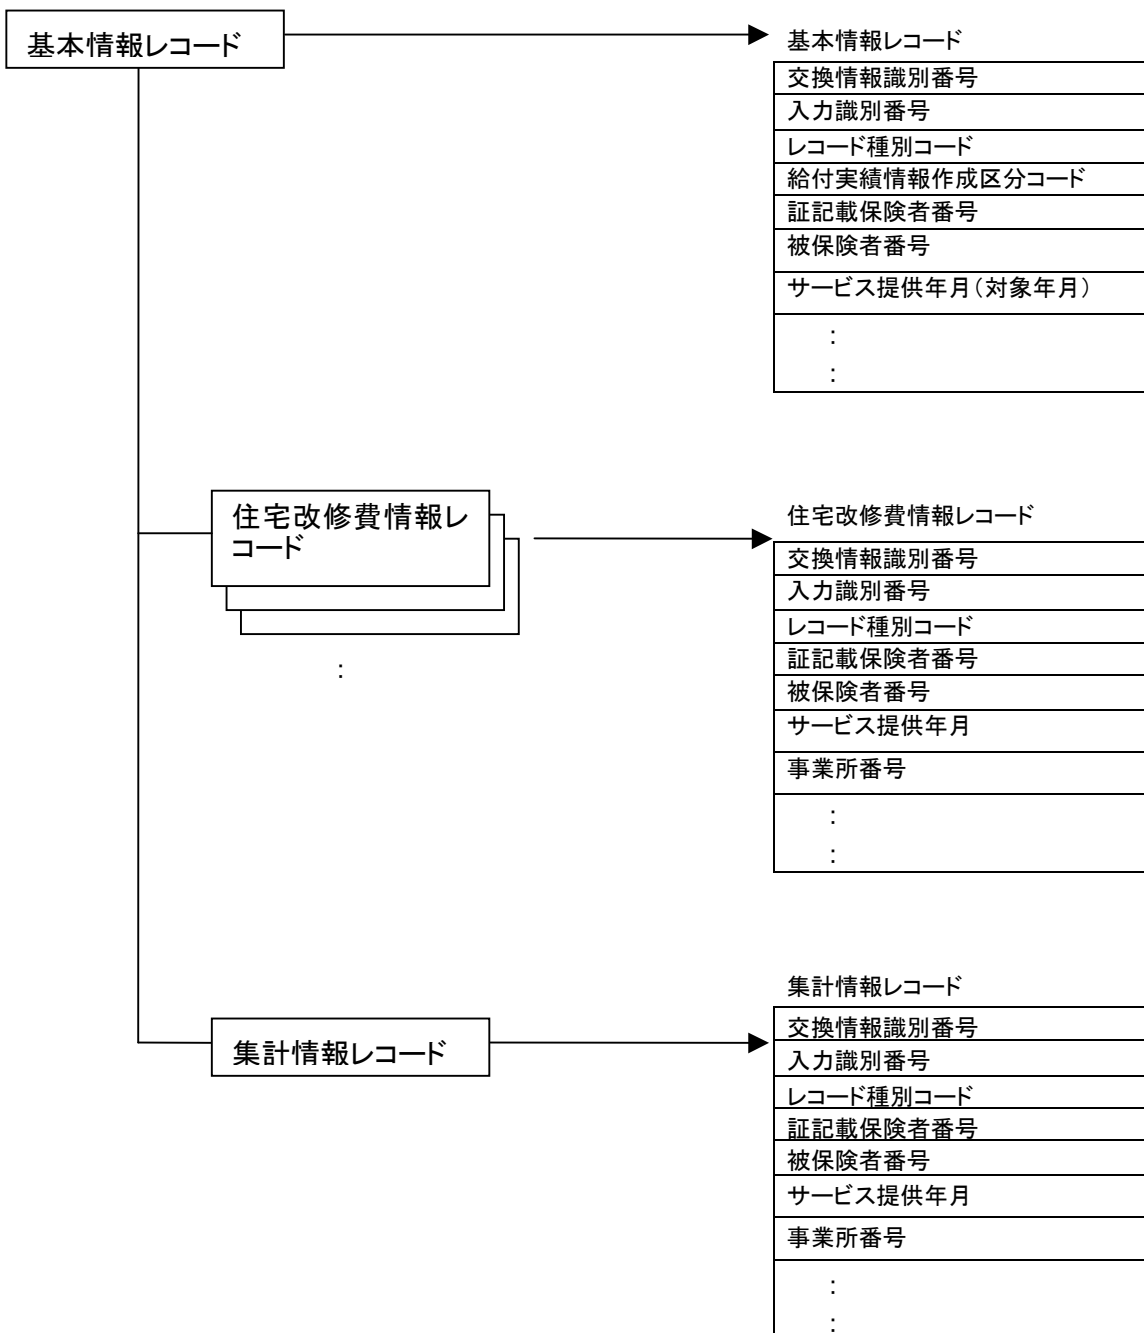 基本情報レコード
基本情報レコード
交換情報識別番号
入力識別番号
レコード種別コード
給付実績情報作成区分コード
証記載保険者番号
被保険者番号
サービス提供年月(対象年月)
:
:
住宅改修費情報レ
コード
:
住宅改修費情報レコード
交換情報識別番号
入力識別番号
レコード種別コード
証記載保険者番号
被保険者番号
サービス提供年月
事業所番号
:
:
集計情報レコード
集計情報レコード
交換情報識別番号
入力識別番号
レコード種別コード
証記載保険者番号
被保険者番号
サービス提供年月
事業所番号
:
: